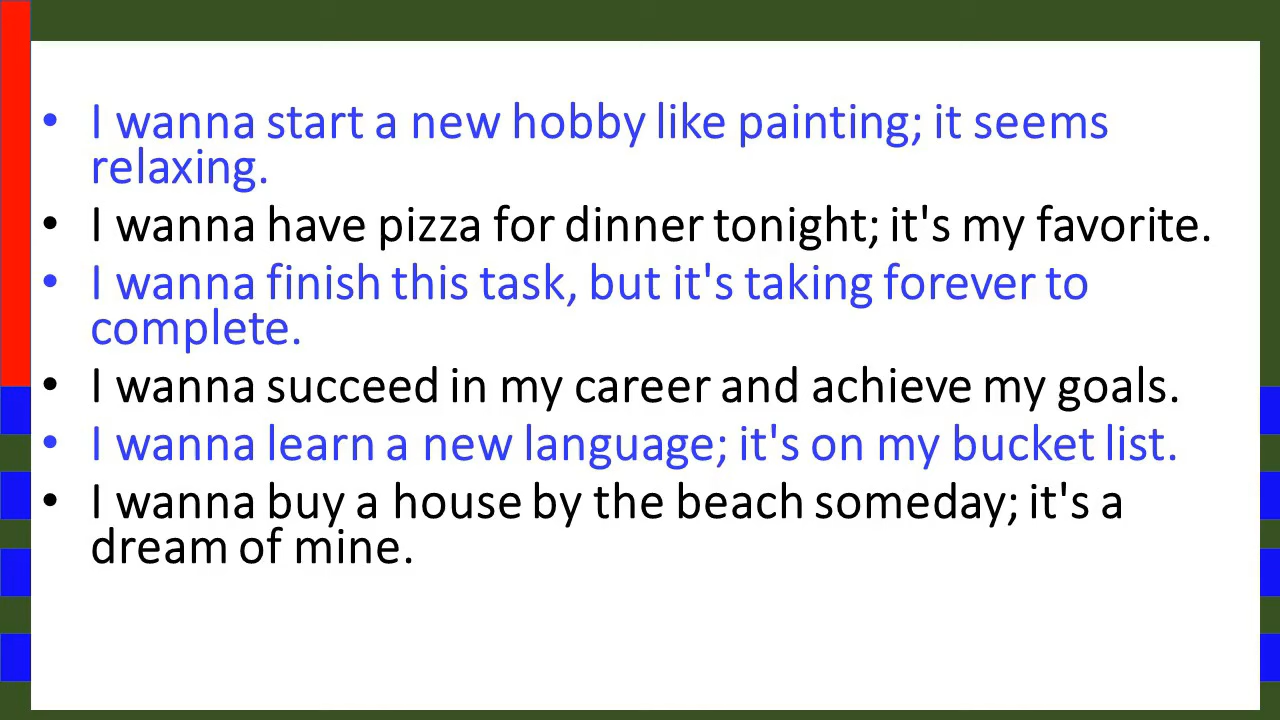 • I wanna start a new hobby like painting; it seems
relaxing.
• I wanna have pizza for dinner tonight; it's my favorite.
• I wanna finish this task, but it's taking forever to
complete.
• I wanna succeed in my career and achieve my goals.
• I wanna learn a new language; it's on my bucket list.
• I wanna buy a house by the beach someday; it's a
dream of mine.